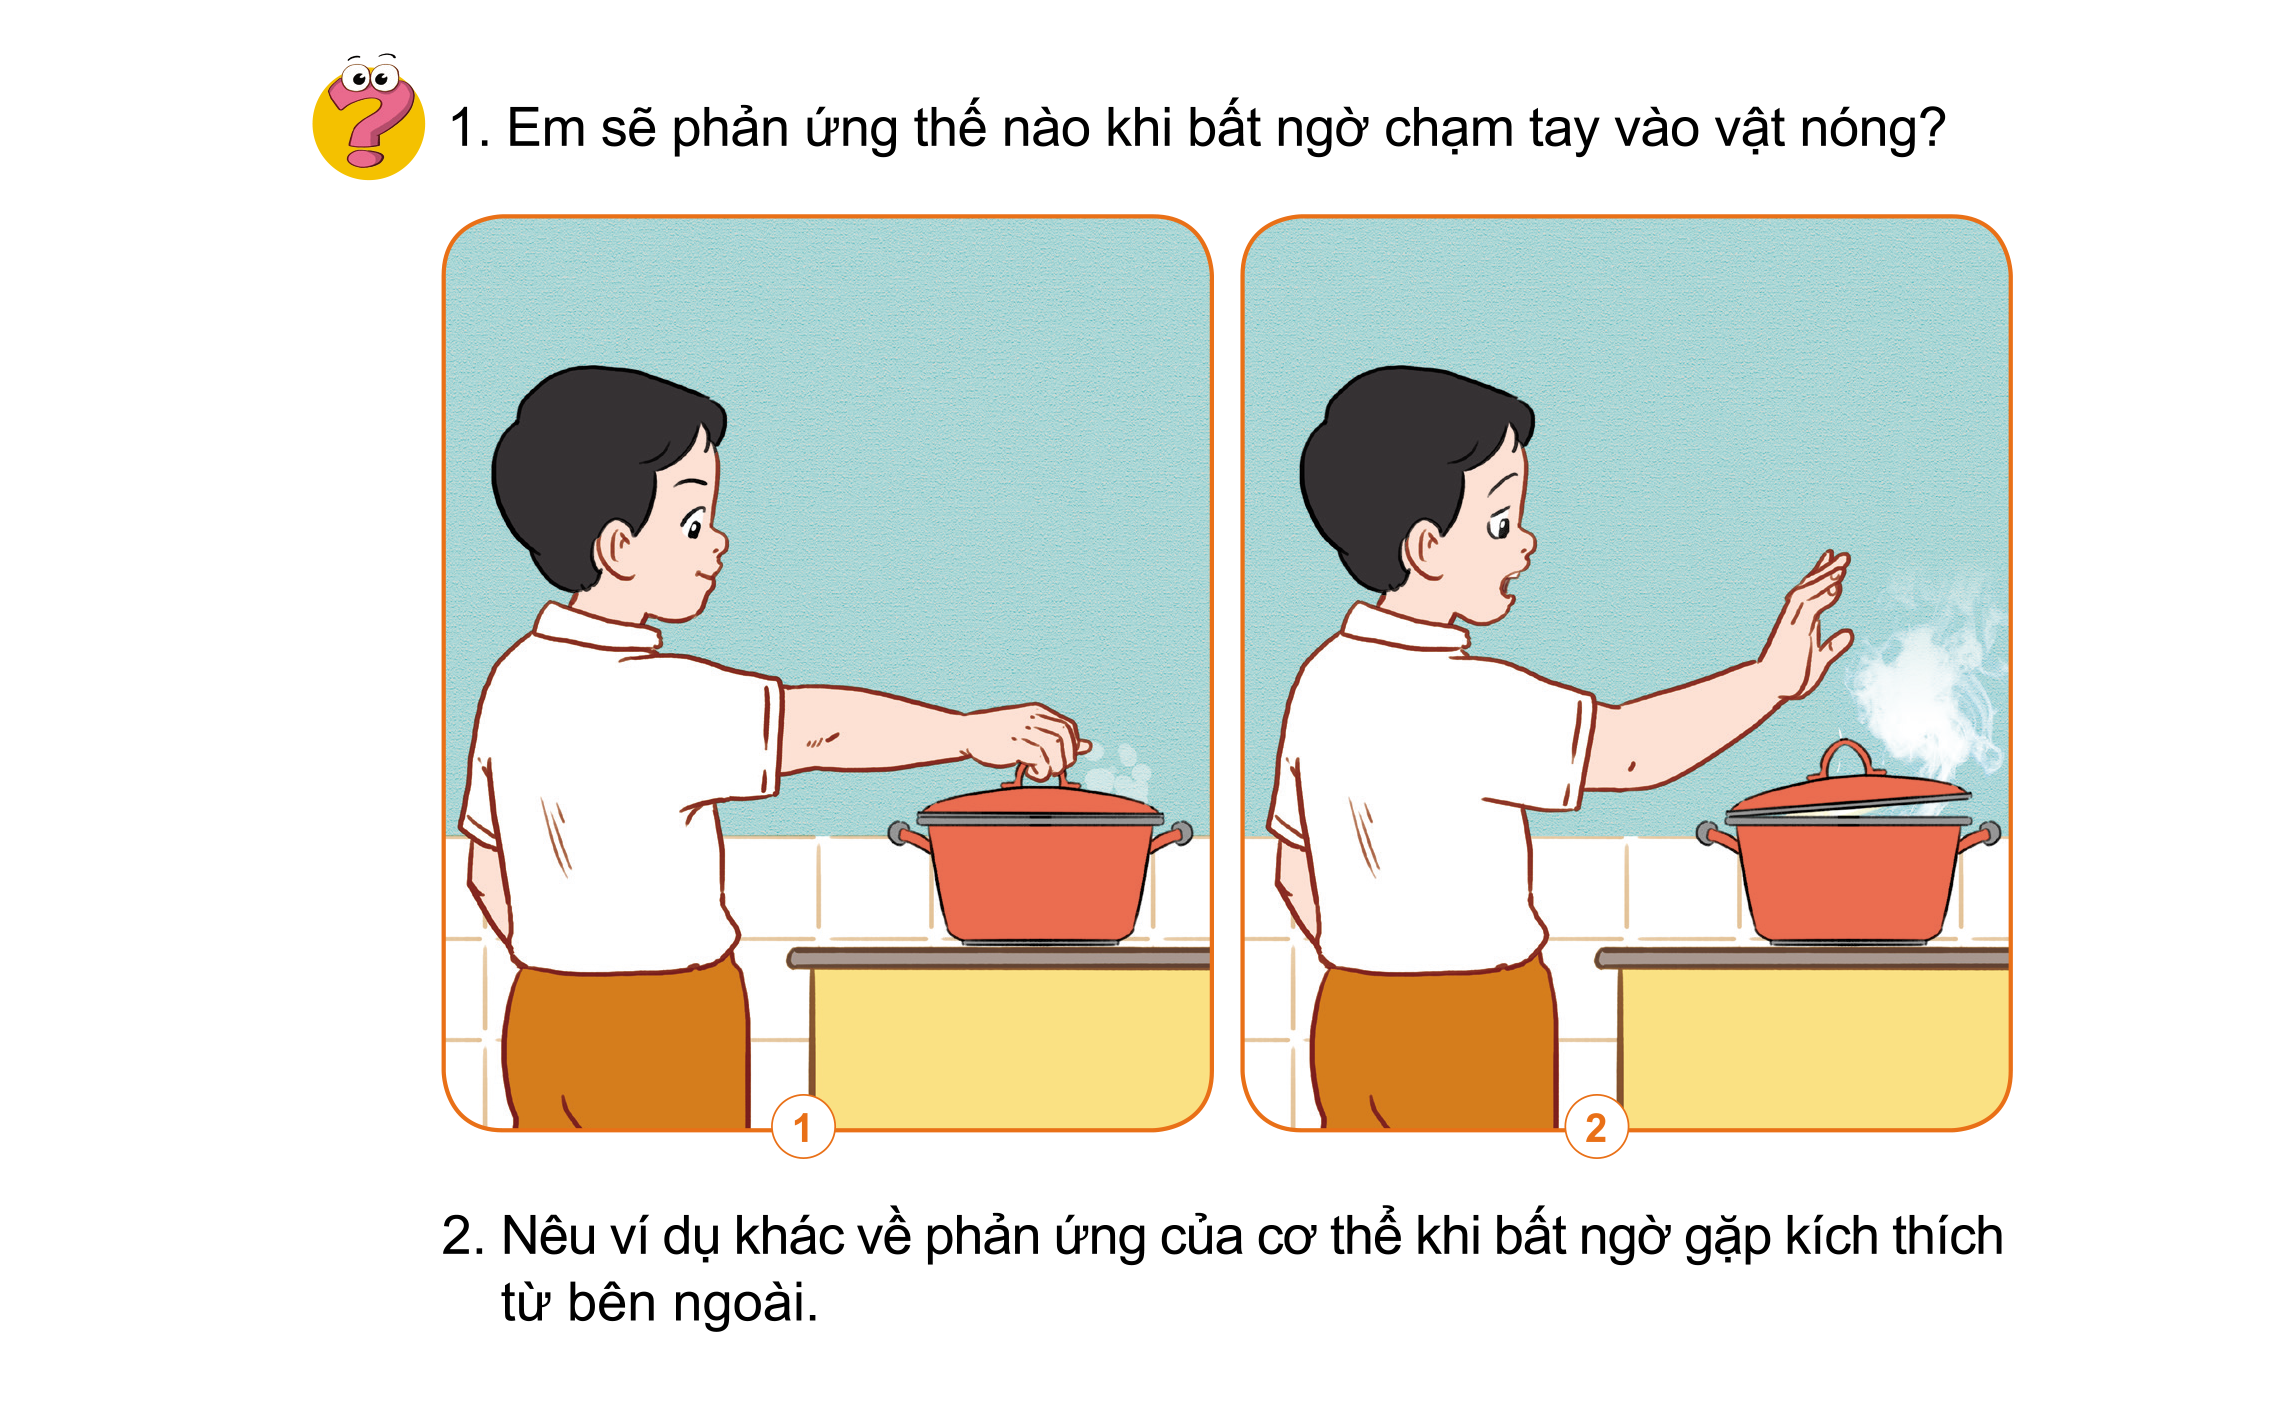 1. Em sẽ phản ứng thế nào khi bất ngờ chạm tay vào vật nóng?
1
2
2. Nêu ví dụ khác về phản ứng của cơ thể khi bất ngờ gặp kích thích
từ bên ngoài.